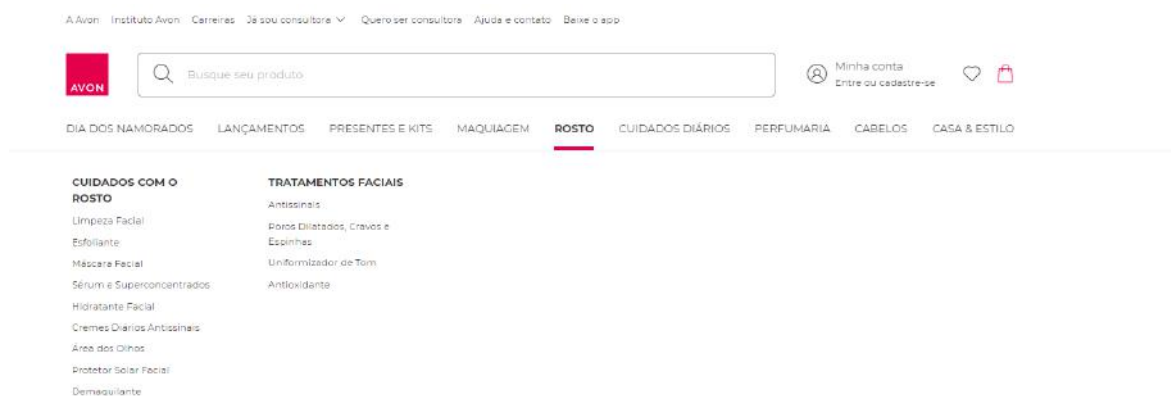 A Avon Instituto Avon Carreiras Já sou consultora Quero ser consultora Ajuda e contato Baixe o app
AVON
Busque seu produto
Minha conta
Entre ou cadastre-se
DIA DOS NAMORADOS LANÇAMENTOS PRESENTES E KITS MAQUIAGEM ROSTO CUIDADOS DIÁRIOS PERFUMARIA CABELOS CASA & ESTILO
CUIDADOS COM O
ROSTO
Limpeza Facial
Esfoliante
Máscara Facial
Sérum e Superconcentrados
Hidratante Facial
Cremes Diários Antissinais
Área dos Olhos
Protetor Solar Facial
Demaquilante
TRATAMENTOS FACIAIS
Antissinais
Poros Dilatados, Cravos e
Espinhas
Uniformizador de Tom
Antioxidante